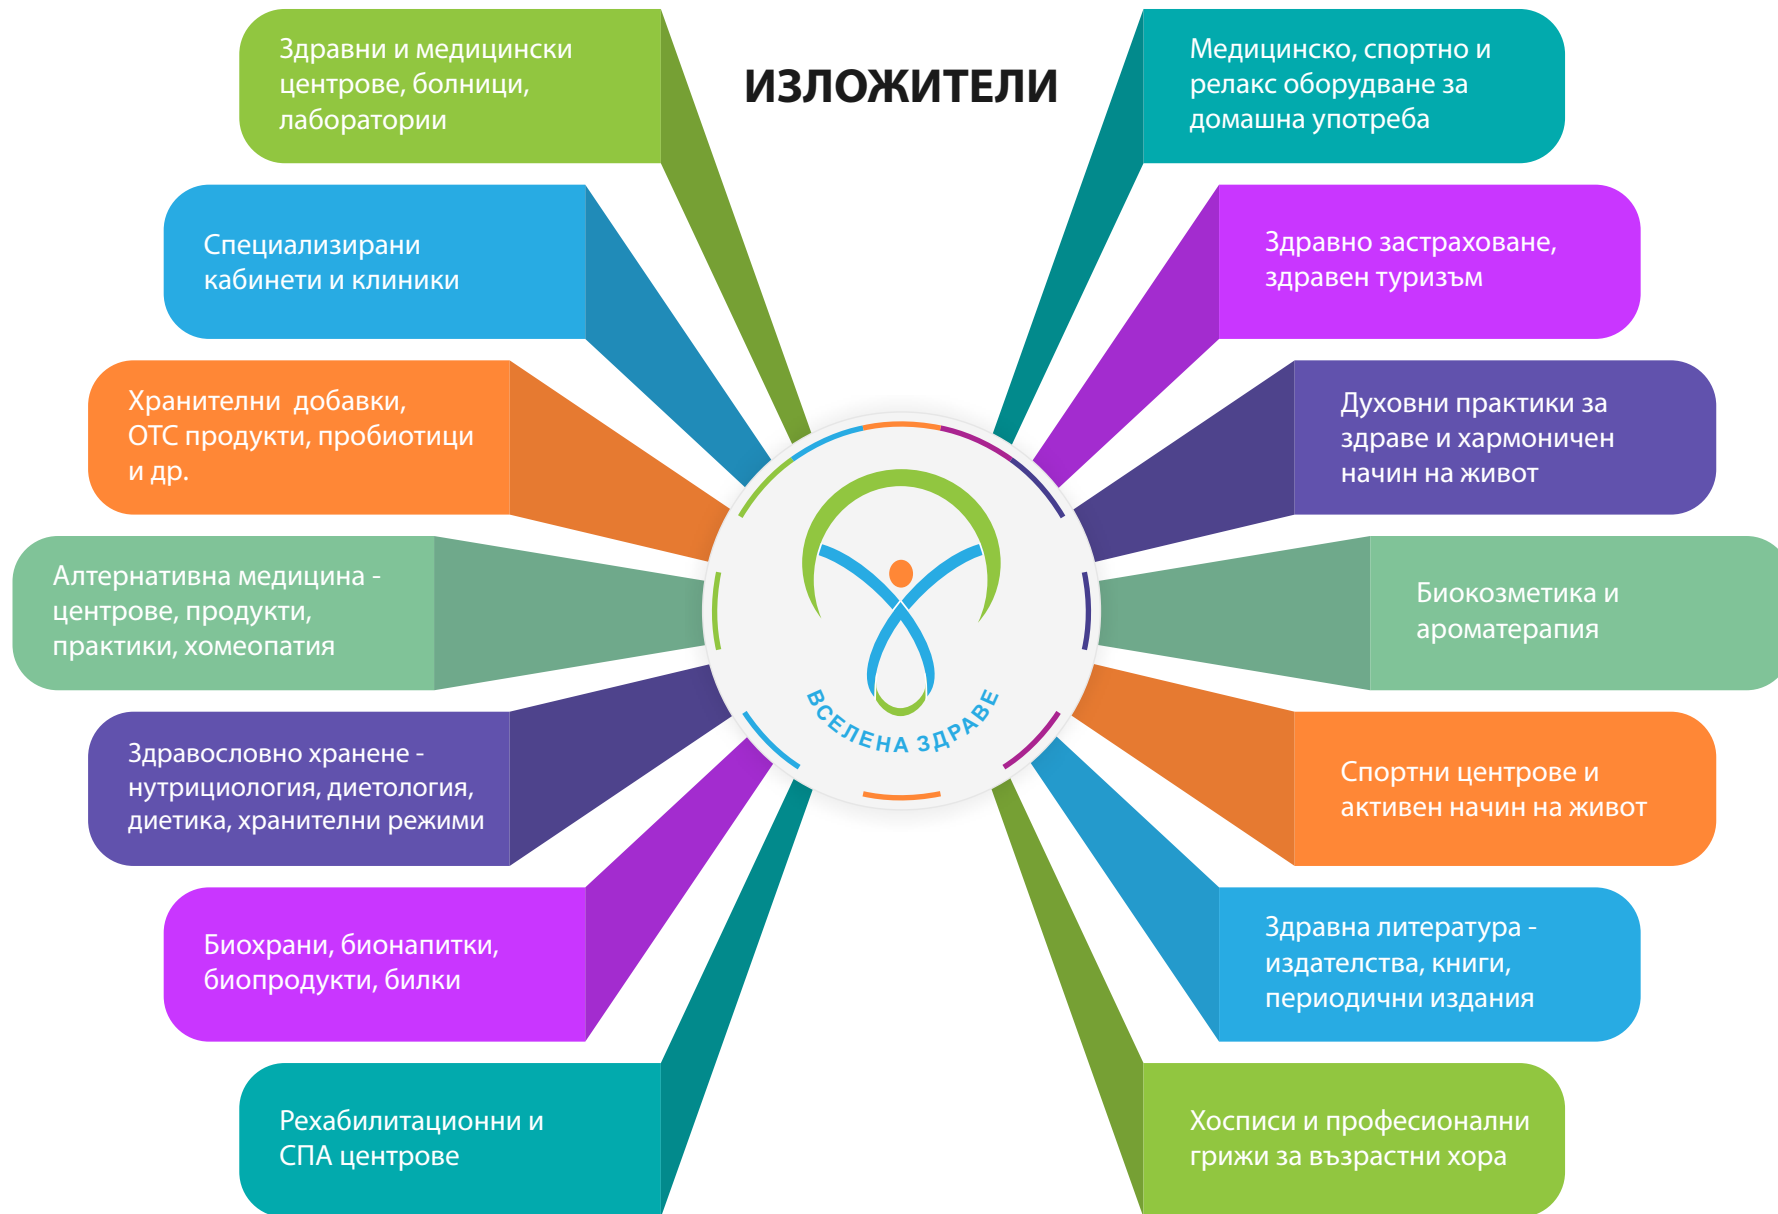 ИЗЛОЖИТЕЛИ
Здравни и медицински
центрове, болници,
лаборатории
Специализирани
кабинети и клиники
Хранителни  добавки,
ОТС продукти, пробиотици
и др.
Алтернативна медицина -
центрове, продукти,
практики, хомеопатия
Здравословно хранене -
нутрициология, диетология,
диетика, хранителни режими
Биохрани, бионапитки,
биопродукти, билки
Рехабилитационни и
СПА центрове
ВСЕЛЕНА ЗДРАВЕ
Медицинско, спортно и
релакс оборудване за
домашна употреба
Здравно застраховане,
здравен туризъм
Духовни практики за
здраве и хармоничен
начин на живот
Биокозметика и
ароматерапия
Спортни центрове и
активен начин на живот
Здравна литература -
издателства, книги,
периодични издания
Хосписи и професионални
грижи за възрастни хора